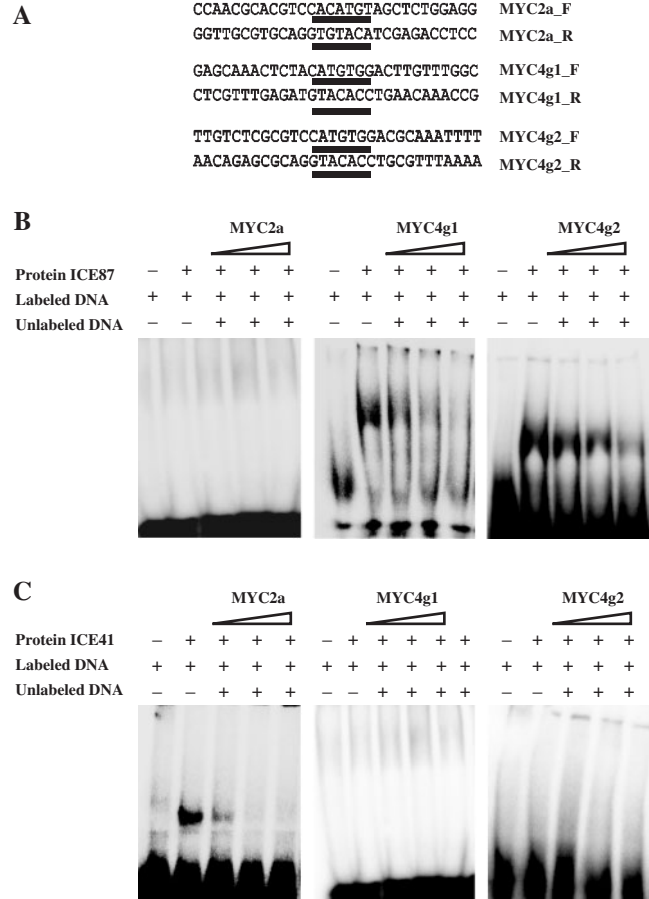 A
CCAACGCACGTCCACATGTAGCTCTGGAGG MYC2a_F
GGTTGCGTGCAGGTGTACATCGAGACCTCC MYC2a_R
GAGCAAACTCTACATGTGGACTTGTTTGGC MYC4g1_F
CTCGTTTGAGATGTACACCTGAACAAACCG MYC4g1_R
TTGTCTCGCGTCCATGTGGACGCAAATTTT MYC4g2_F
AACAGAGCGCAGGTACACCTGCGTTTAAAA MYC4g2_R
B
MYC2a MYC4g1 MYC4g2
Protein ICE87 – + + + + – + + + + – + + + +
Labeled DNA + + + + + + + + + + + + + + +
Unlabeled DNA – – + + + – – + + + – – + + +
C
MYC2a MYC4g1 MYC4g2
Protein ICE41 – + + + + – + + + + + – + + + +
Labeled DNA + + + + + + + + + + + + + + + +
Unlabeled DNA – – + + + – – + + + + – – + + +